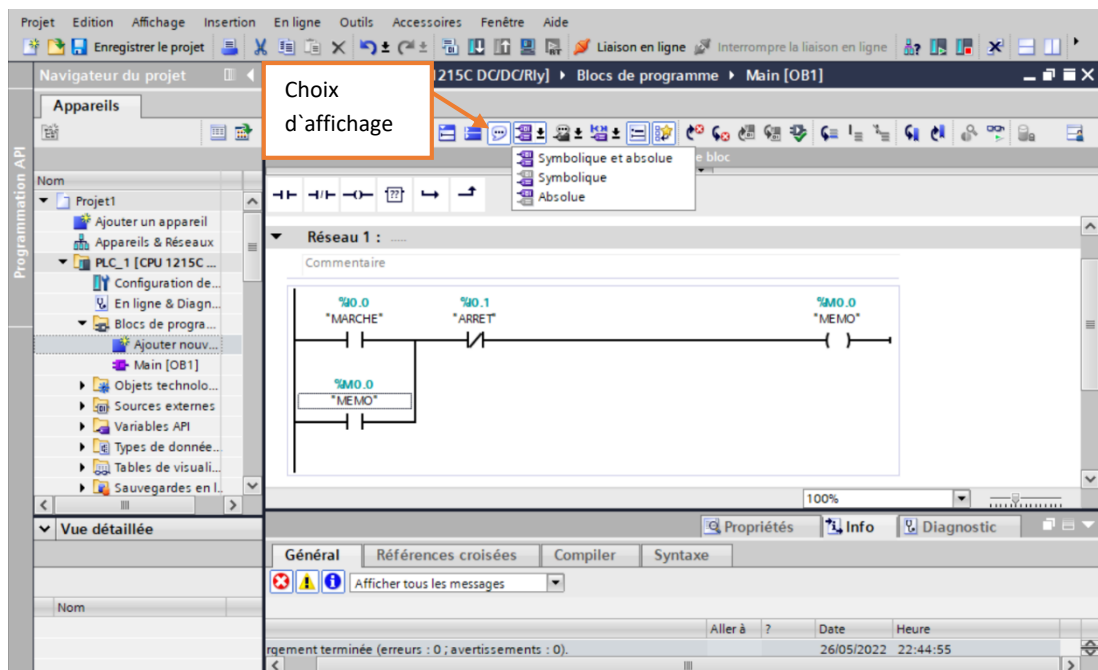 Projet Edition Affichage Insertion En ligne Outils Accessoires Fenêtre Aide
Enregistrer le projet Liaison en ligne Interrompre la liaison en ligne
Navigateur du projet 1215C DC/DC/Rly] Blocs de programme Main [OB1]
Choix
d`affichage
Appareils
Programmation API
Symbolique et absolue
Symbolique
Absolue
e bloc
Nom
Projet1
Ajouter un appareil
Appareils & Réseaux
PLC_1 [CPU 1215C ...
Configuration de...
En ligne & Diagn...
Blocs de progra...
Ajouter nouv...
Main [OB1]
Objets technolo...
Sources externes
Variables API
Types de donnée...
Tables de visuali...
Sauvegardes en l..
??
Réseau 1 : .....
Commentaire
%I0.0 %I0.1 %M0.0
"MARCHE" "ARRET" "MEMO"
%M0.0
"MEMO"
100%
Vue détaillée
Nom
Propriétés Info Diagnostic
Général Références croisées Compiler Syntaxe
Afficher tous les messages
Aller à ? Date Heure
rgement terminée (erreurs : 0 ; avertissements : 0). 26/05/2022 22:44:55